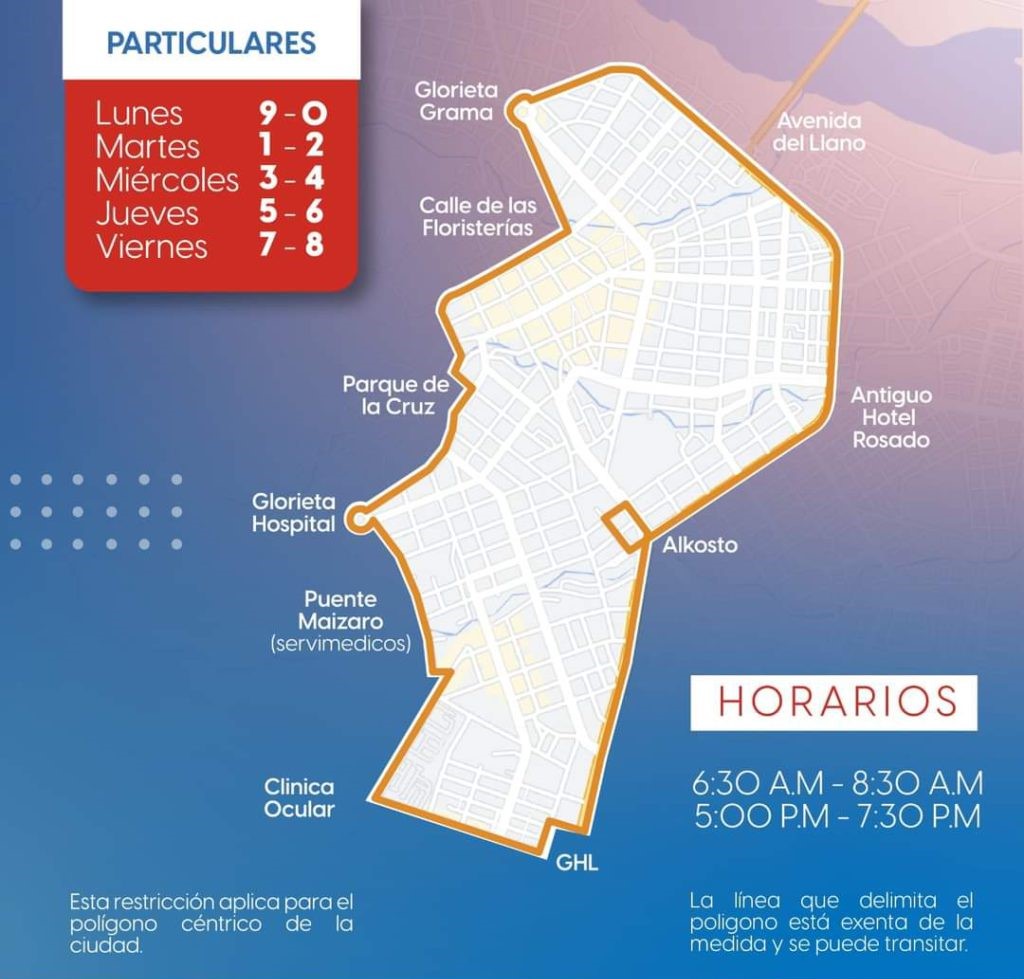 PARTICULARES
Lunes 9 - 0
Martes 1 - 2
Miércoles 3 - 4
Jueves 5 - 6
Viernes 7 - 8
Glorieta
Grama
Avenida
del Llano
Calle de las
Floristerías
Parque de
la Cruz
Antiguo
Hotel
Rosado
Glorieta
Hospital
Alkosto
Puente
Maizaro
(servimedicos)
HORARIOS
6:30 A.M - 8:30 A.M
5:00 P.M - 7:30 P.M
Clinica
Ocular
GHL
Esta restricción aplica para el
polígono céntrico de la
ciudad.
La línea que delimita el
poligono está exenta de la
medida y se puede transitar.